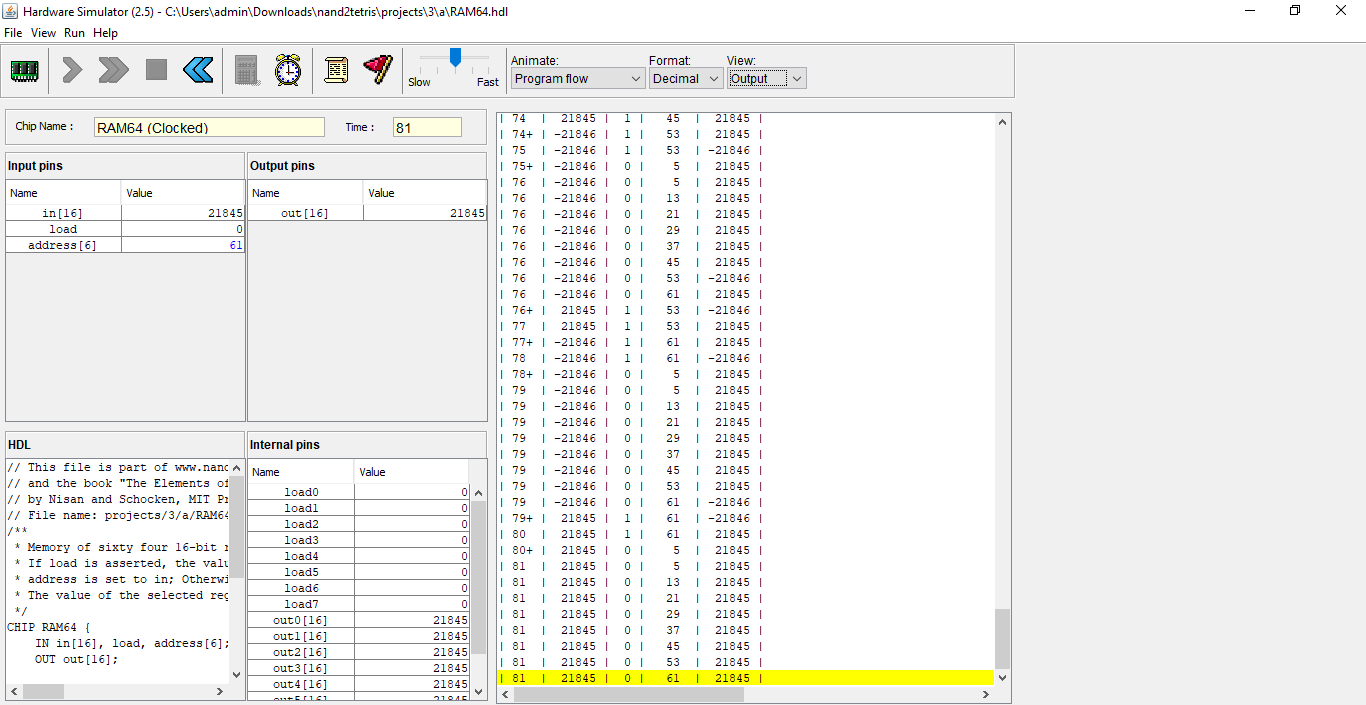 Hardware Simulator (2.5) - C:\Users\admin\Downloads\nand2tetris\projects\3\a\RAM64.hdl
File View Run Help
Slow Fast
Animate: Format: View:
Program flow Decimal Output
Chip Name : RAM64 (Clocked) Time : 81
Input pins
Name Value
in[16] 21845
load 0
address[6] 61
Output pins
Name Value
out[16] 21845
HDL
// This file is part of www.nand
// and the book "The Elements of
// by Nisan and Schocken, MIT Pr
// File name: projects/3/a/RAM64
/**
* Memory of sixty four 16-bit r
* If load is asserted, the valu
* address is set to in; Otherwi
* The value of the selected reg
*/
CHIP RAM64 {
IN in[16], load, address[6];
OUT out[16];
Internal pins
Name Value
load0 0
load1 0
load2 0
load3 0
load4 0
load5 0
load6 0
load7 0
out0[16] 21845
out1[16] 21845
out2[16] 21845
out3[16] 21845
out4[16] 21845
out5[16] 21845
| 74 | 21845 | 1 | 45 | 21845 |
| 74+ | -21846 | 1 | 53 | 21845 |
| 75 | -21846 | 1 | 53 | -21846 |
| 75+ | -21846 | 0 | 5 | 21845 |
| 76 | -21846 | 0 | 5 | 21845 |
| 76 | -21846 | 0 | 13 | 21845 |
| 76 | -21846 | 0 | 21 | 21845 |
| 76 | -21846 | 0 | 29 | 21845 |
| 76 | -21846 | 0 | 37 | 21845 |
| 76 | -21846 | 0 | 45 | 21845 |
| 76 | -21846 | 0 | 53 | -21846 |
| 76 | -21846 | 0 | 61 | 21845 |
| 76+ | 21845 | 1 | 53 | -21846 |
| 77 | 21845 | 1 | 53 | 21845 |
| 77+ | -21846 | 1 | 61 | 21845 |
| 78 | -21846 | 1 | 61 | -21846 |
| 78+ | -21846 | 0 | 5 | 21845 |
| 79 | -21846 | 0 | 5 | 21845 |
| 79 | -21846 | 0 | 13 | 21845 |
| 79 | -21846 | 0 | 21 | 21845 |
| 79 | -21846 | 0 | 29 | 21845 |
| 79 | -21846 | 0 | 37 | 21845 |
| 79 | -21846 | 0 | 45 | 21845 |
| 79 | -21846 | 0 | 53 | 21845 |
| 79 | -21846 | 0 | 61 | -21846 |
| 79+ | 21845 | 1 | 61 | -21846 |
| 80 | 21845 | 1 | 61 | 21845 |
| 80+ | 21845 | 0 | 5 | 21845 |
| 81 | 21845 | 0 | 5 | 21845 |
| 81 | 21845 | 0 | 13 | 21845 |
| 81 | 21845 | 0 | 21 | 21845 |
| 81 | 21845 | 0 | 29 | 21845 |
| 81 | 21845 | 0 | 37 | 21845 |
| 81 | 21845 | 0 | 45 | 21845 |
| 81 | 21845 | 0 | 53 | 21845 |
| 81 | 21845 | 0 | 61 | 21845 |